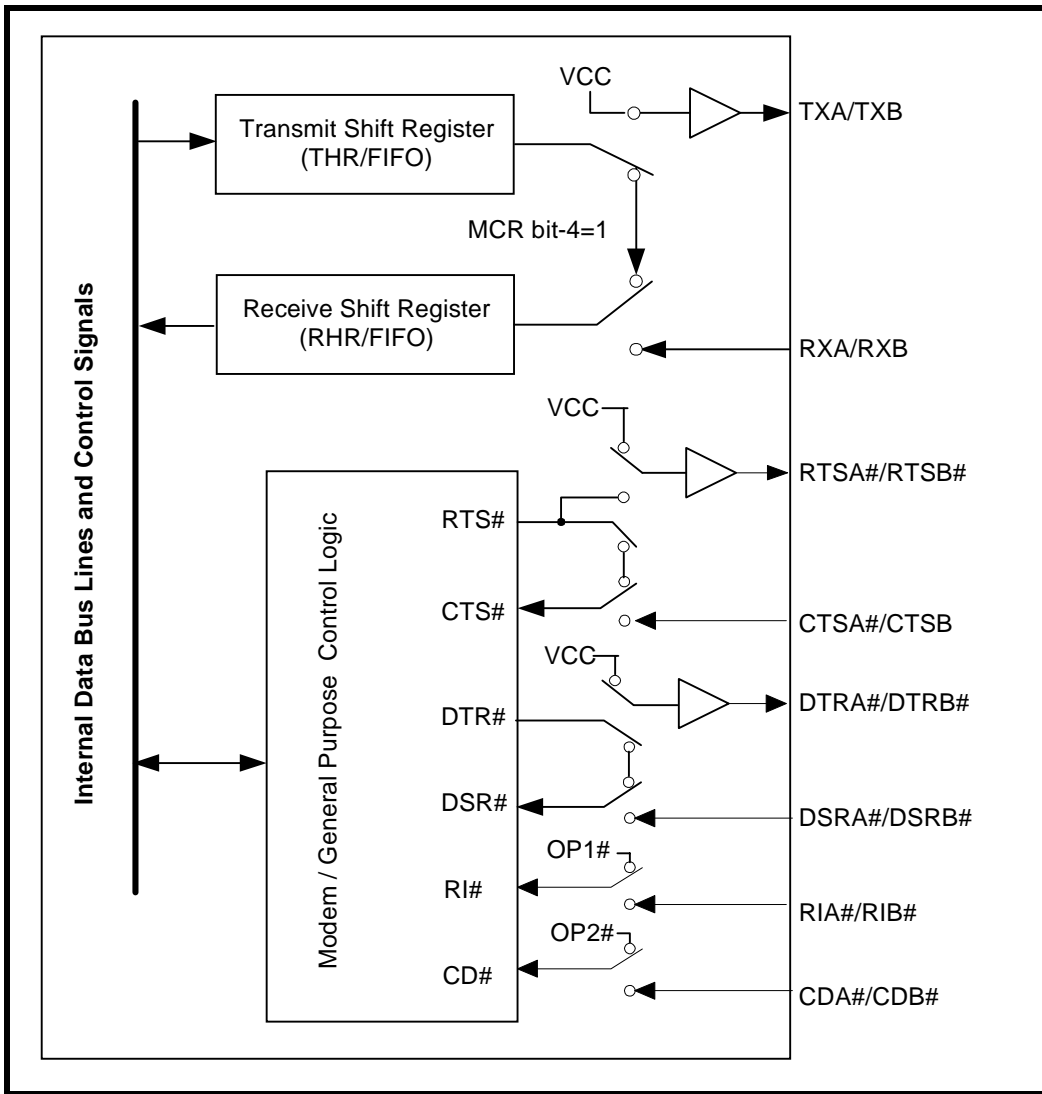 VCC
TXA/TXB
Transmit Shift Register
(THR/FIFO)
MCR bit-4=1
Receive Shift Register
(RHR/FIFO)
RXA/RXB
Internal Data Bus Lines and Control Signals
VCC
RTSA#/RTSB#
RTS#
CTS#
CTSA#/CTSB
Modem / General Purpose Control Logic
VCC
DTRA#/DTRB#
DTR#
DSR#
DSRA#/DSRB#
OP1#
RI#
RIA#/RIB#
OP2#
CD#
CDA#/CDB#